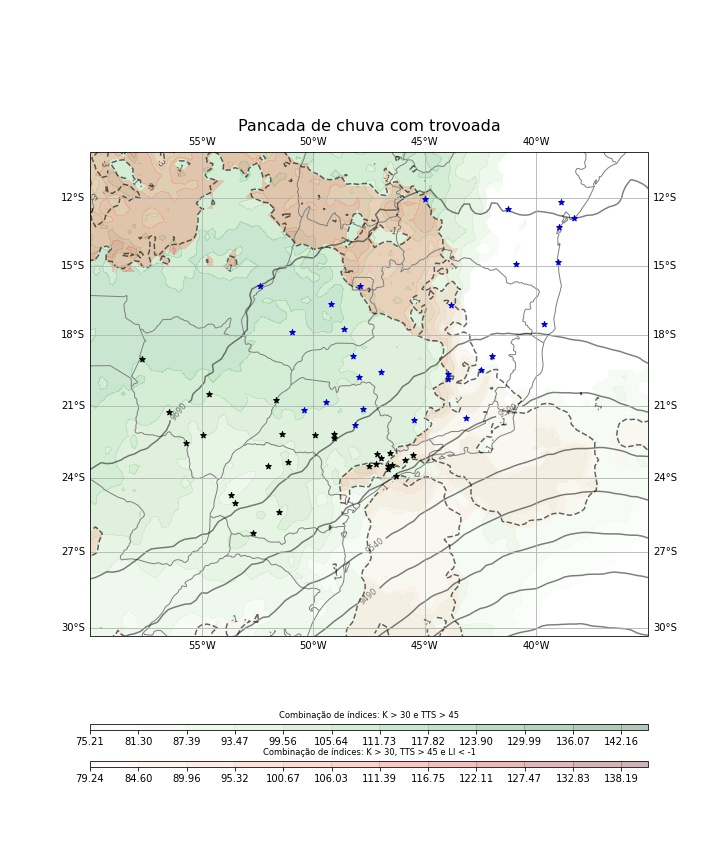 Pancada de chuva com trovoada
55°W 50°W 45°W 40°W
12°S 12°S
15°S 15°S
18°S 18°S
21°S 21°S
24°S 24°S
27°S 27°S
30°S 30°S
9540
55°W 50°W 45°W 40°W
Combinação de índices: K > 30 e TTS > 45
75.21 81.30 87.39 93.47 99.56 105.64 111.73 117.82 123.90 129.99 136.07 142.16
Combinação de índices: K > 30, TTS > 45 e LI < -1
79.24 84.60 89.96 95.32 100.67 106.03 111.39 116.75 122.11 127.47 132.83 138.19